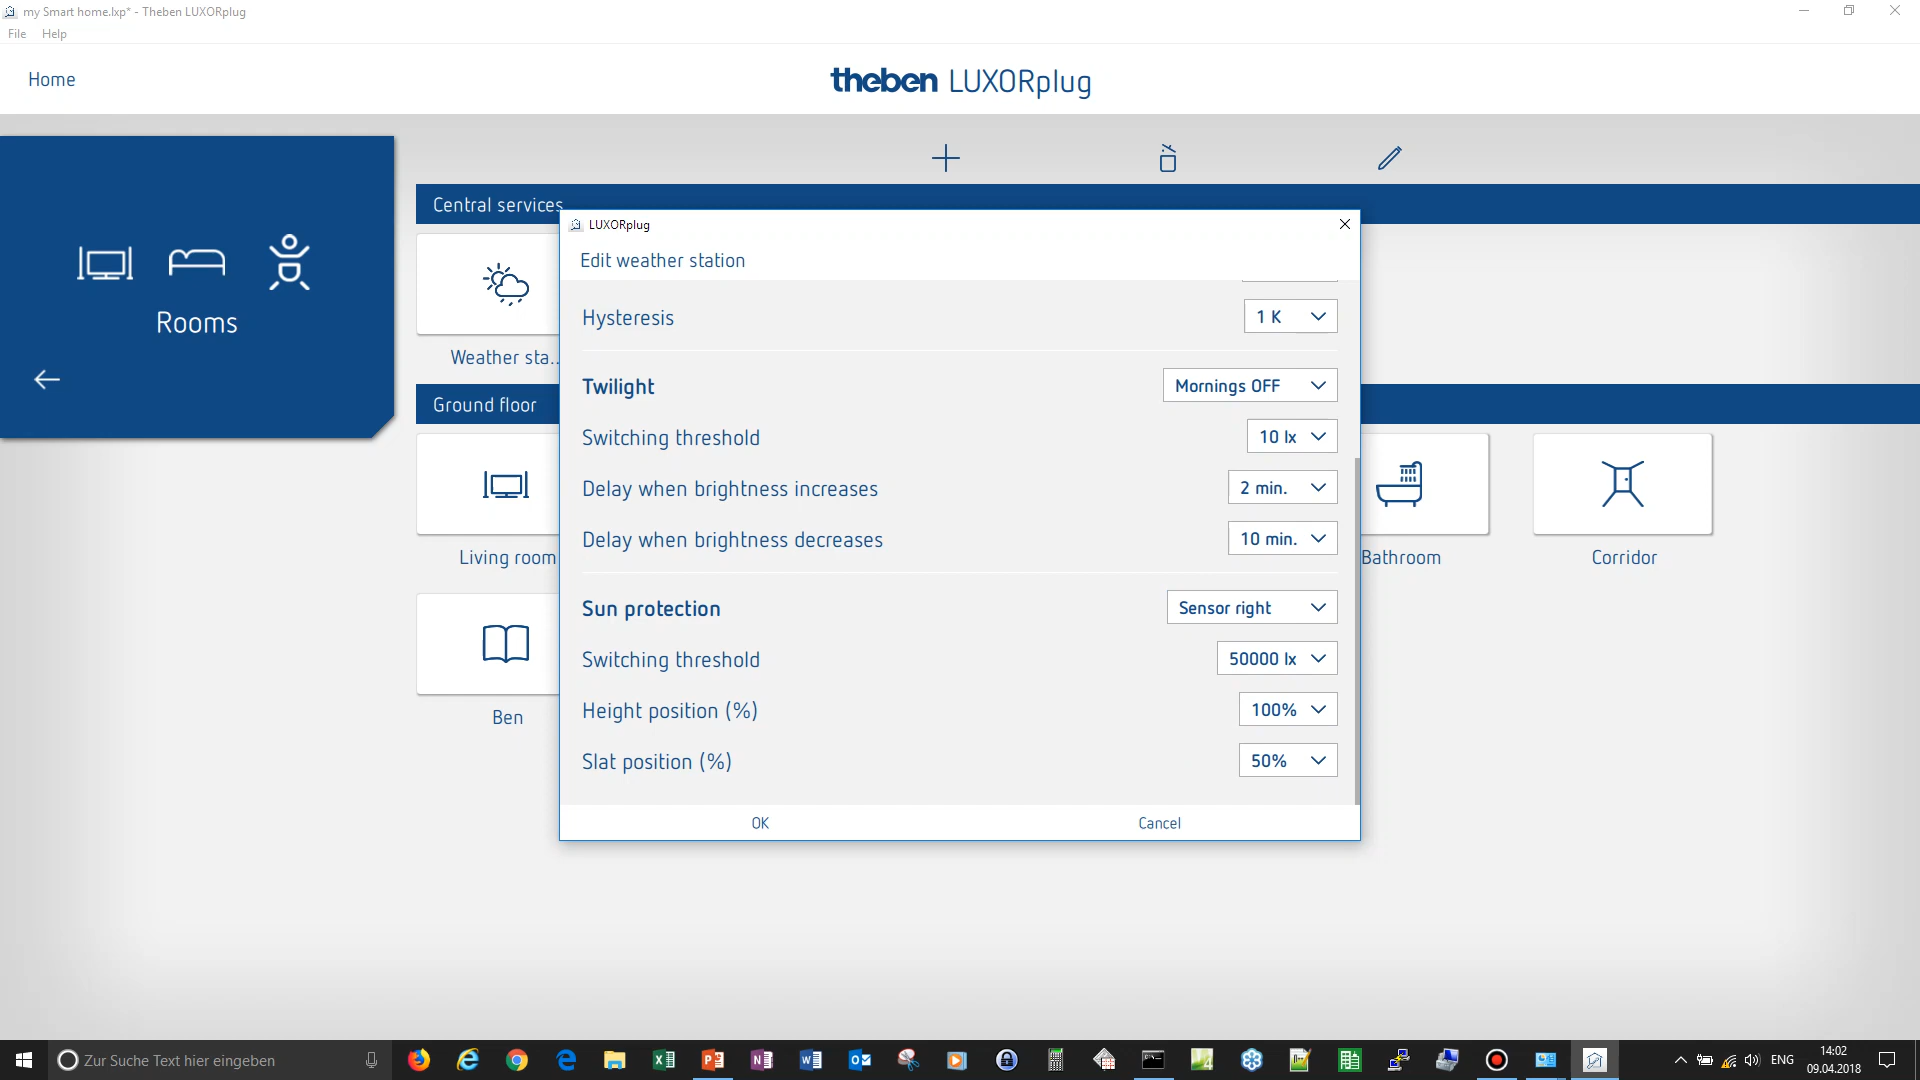 my Smart home.lxp* - Theben LUXORplug
File Help
Home
theben LUXORplug
Rooms
Central services
LUXORplug
Edit weather station
Hysteresis
1 K
Weather sta...
Twilight
Mornings OFF
Ground floor
Switching threshold
10 lx
Delay when brightness increases
2 min.
Delay when brightness decreases
10 min.
Living room
Bathroom
Corridor
Sun protection
Sensor right
Switching threshold
50000 lx
Height position (%)
100%
Ben
Slat position (%)
50%
OK
Cancel
Zur Suche Text hier eingeben
ENG
14:02
09.04.2018